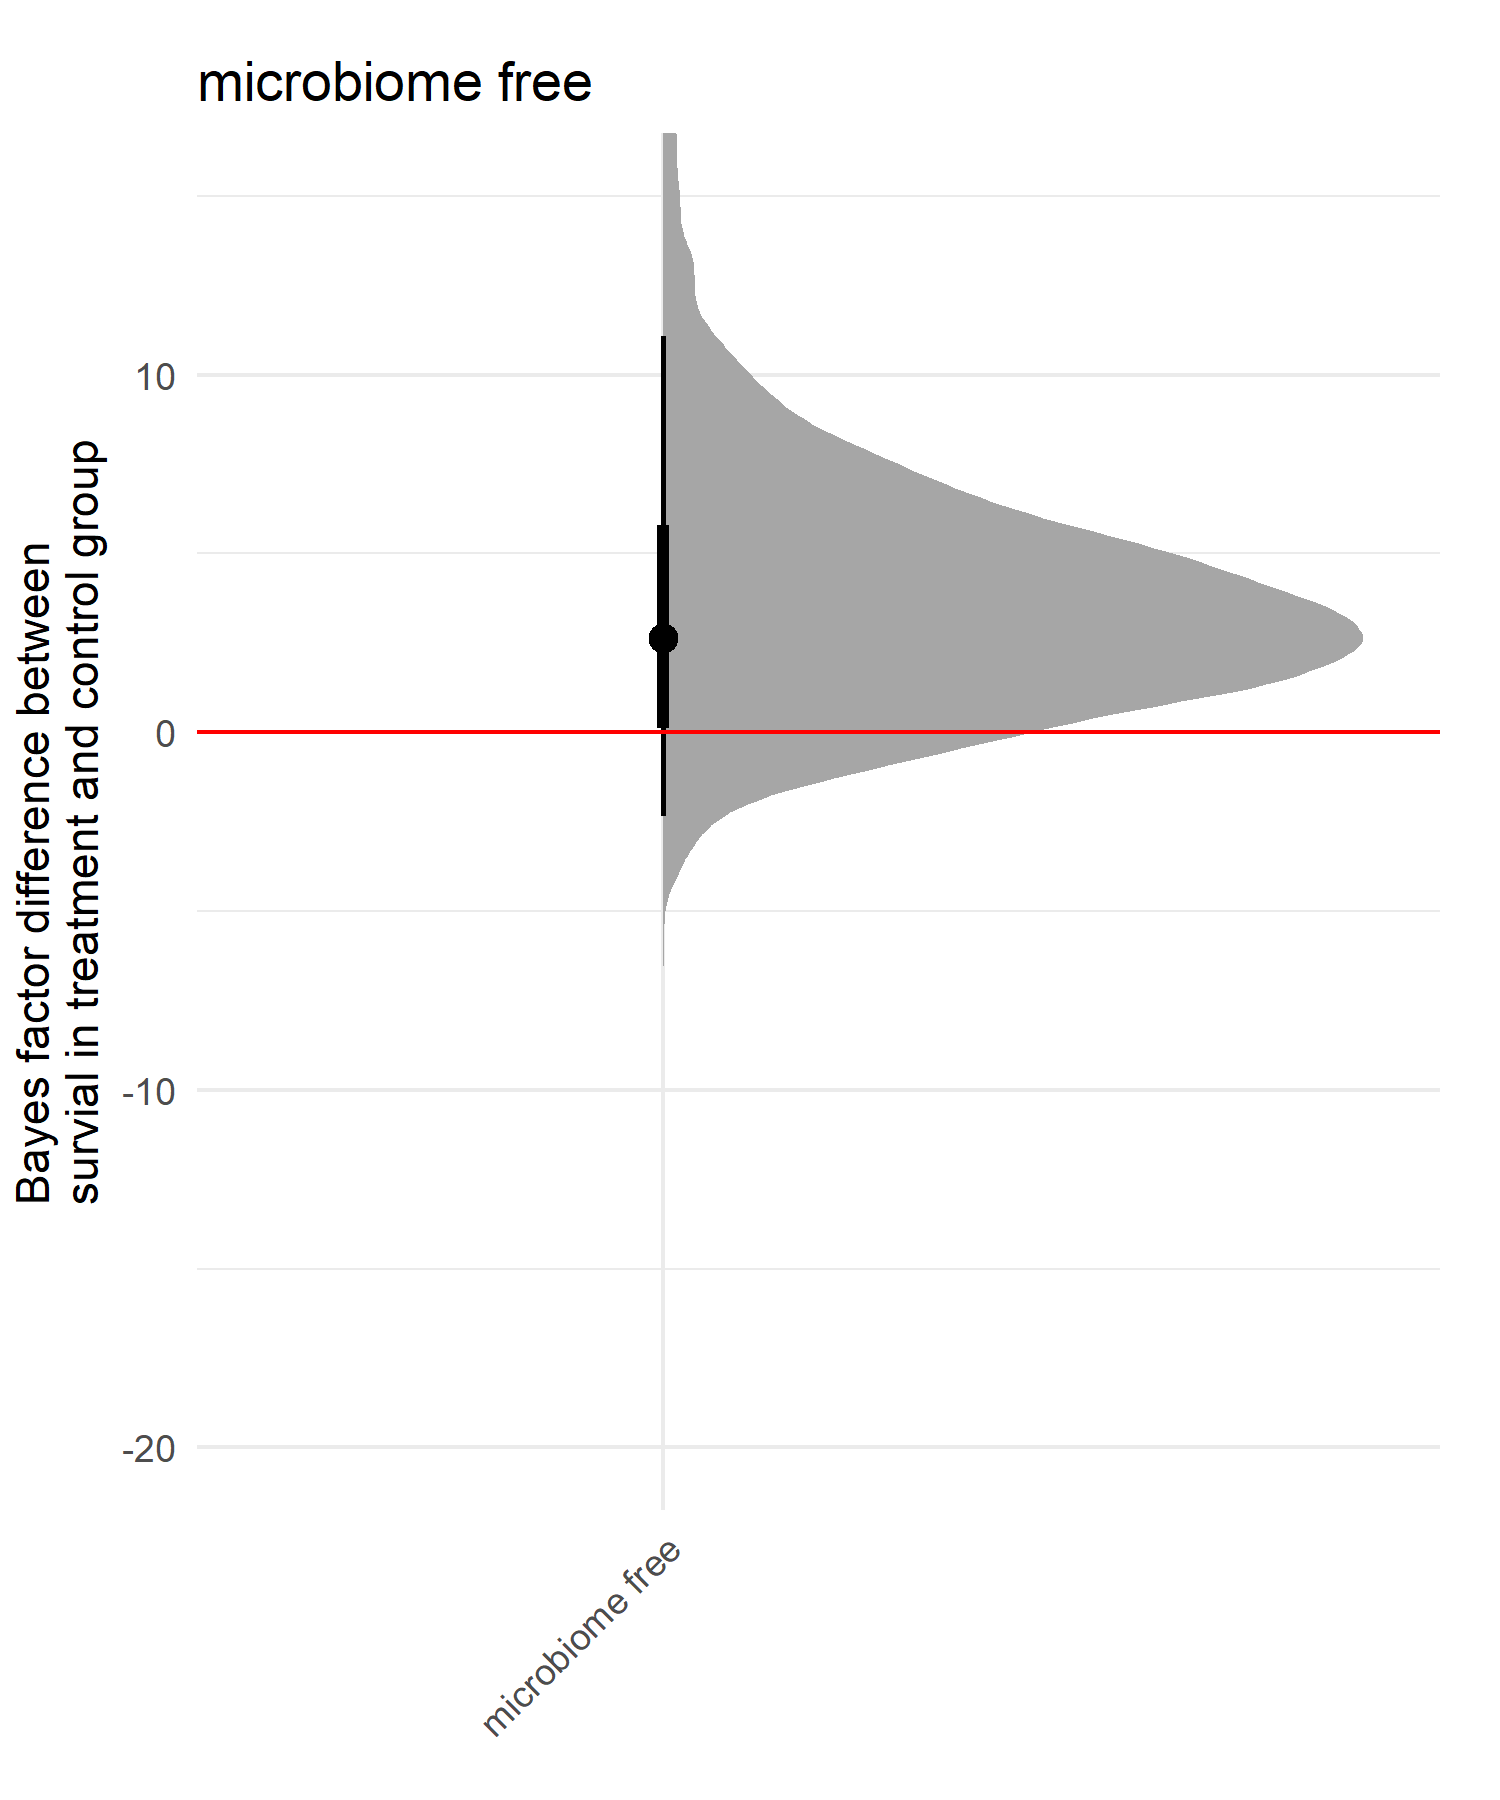 microbiome free
Bayes factor difference between
survial in treatment and control group
10
0
-10
-20
microbiome free